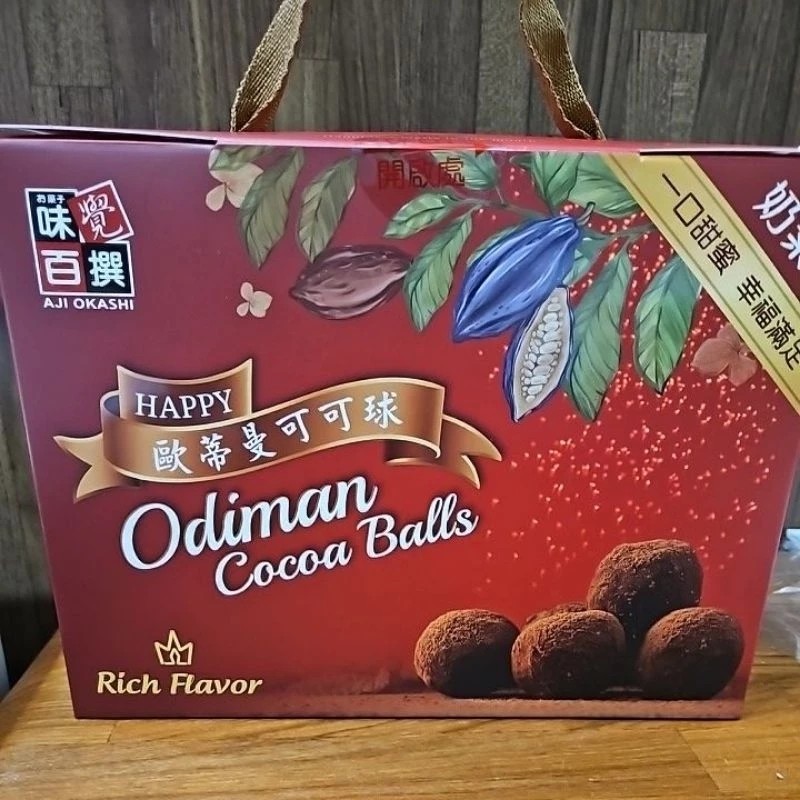 開啟處
お菓子
味覺
百撰
AJI OKASHI
一口甜蜜 幸福滿足
奶
HAPPY
歐蒂曼可可球
Odiman
Cocoa Balls
Rich Flavor